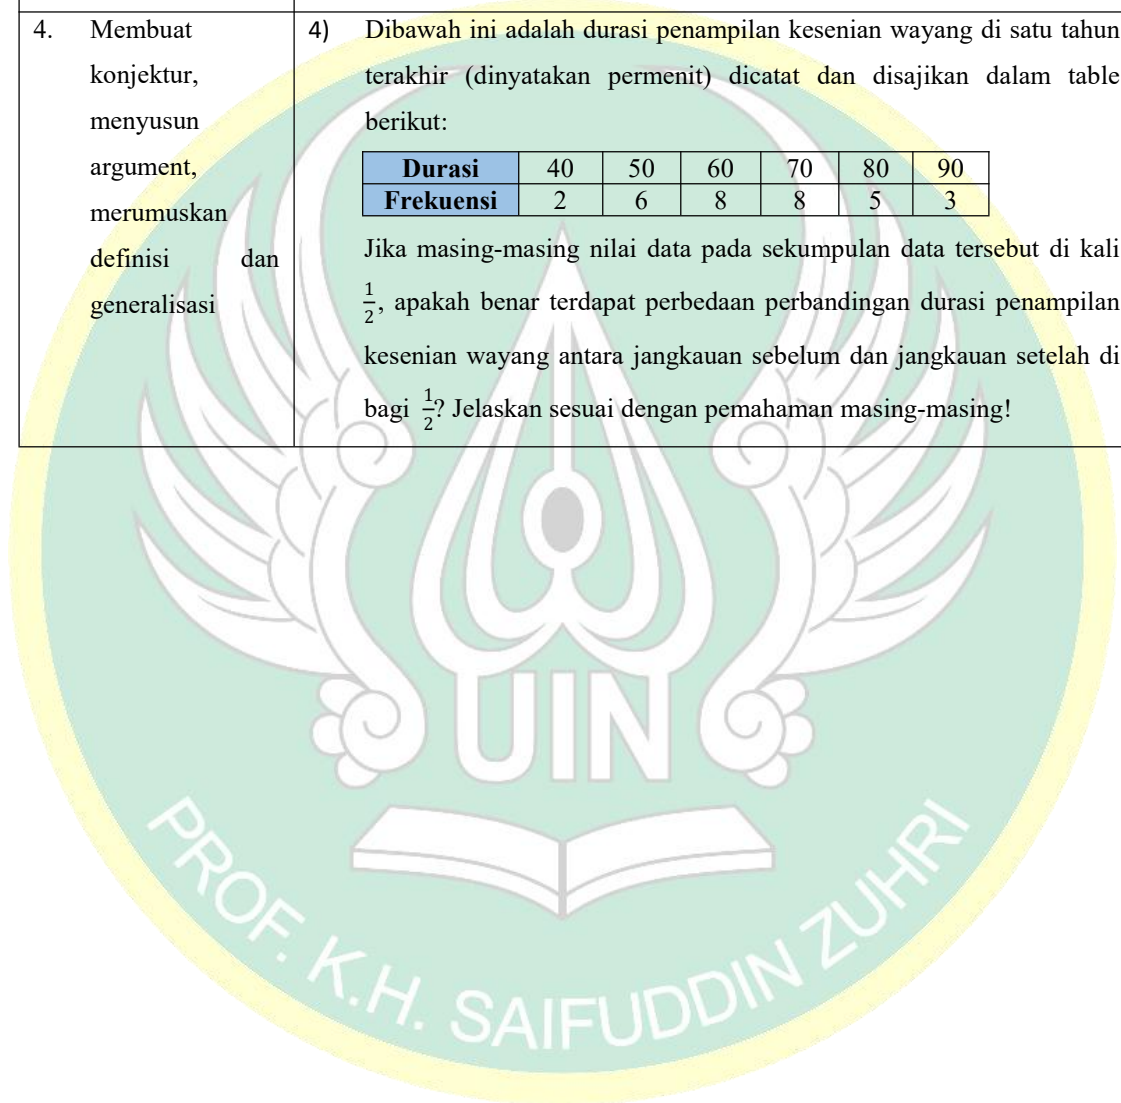 4. Membuat
konjektur,
menyusun
argument,
merumuskan
definisi dan
generalisasi
4) Dibawah ini adalah durasi penampilan kesenian wayang di satu tahun
terakhir (dinyatakan permenit) dicatat dan disajikan dalam table
berikut:
Durasi 40 50 60 70 80 90
Frekuensi 2 6 8 8 5 3
Jika masing-masing nilai data pada sekumpulan data tersebut di kali
1/2, apakah benar terdapat perbedaan perbandingan durasi penampilan
kesenian wayang antara jangkauan sebelum dan jangkauan setelah di
bagi 1/2? Jelaskan sesuai dengan pemahaman masing-masing!
UIN
PROF. K.H. SAIFUDDIN ZUHRI